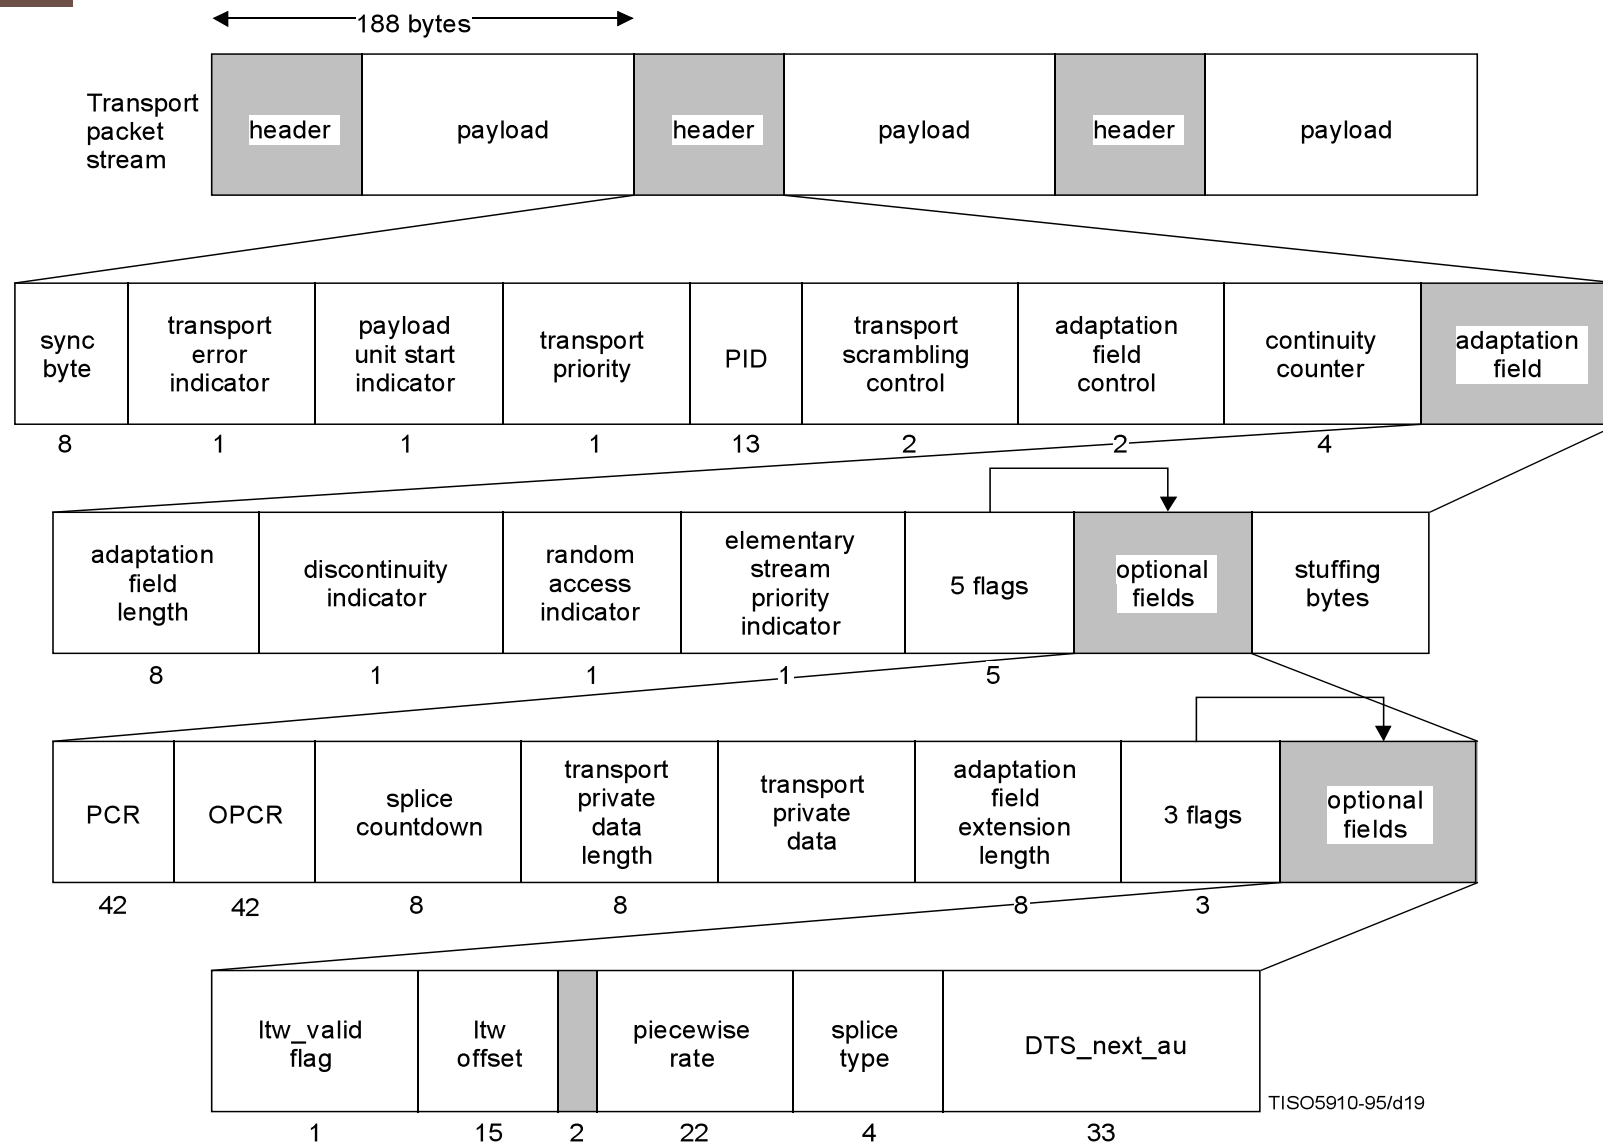 188 bytes
Transport
packet
stream
header
payload
header
payload
header
payload
sync
byte
transport
error
indicator
payload
unit start
indicator
transport
priority
PID
transport
scrambling
control
adaptation
field
control
continuity
counter
adaptation
field
8
1
1
1
13
2
2
4
adaptation
field
length
discontinuity
indicator
random
access
indicator
elementary
stream
priority
indicator
5 flags
optional
fields
stuffing
bytes
8
1
1
1
5
PCR
OPCR
splice
countdown
transport
private
data
length
transport
private
data
adaptation
field
extension
length
3 flags
optional
fields
42
42
8
8
8
3
ltw_valid
flag
ltw
offset
piecewise
rate
splice
type
DTS_next_au
TISO5910-95/d19
1
15
2
22
4
33